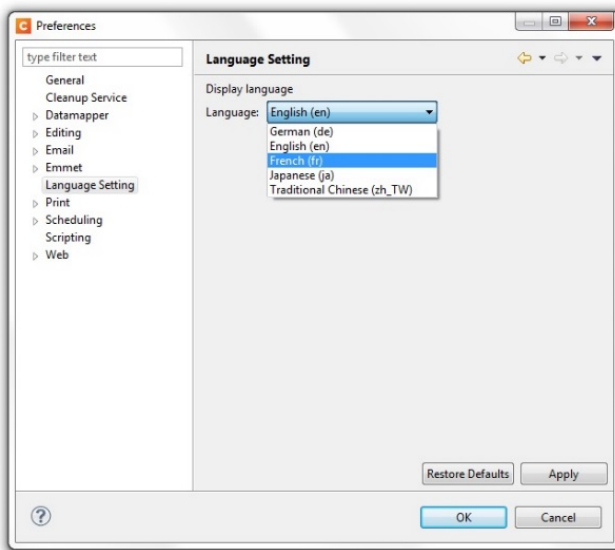 C Preferences
type filter text
General
Cleanup Service
Datamapper
Editing
Email
Emmet
Language Setting
Print
Scheduling
Scripting
Web
Language Setting
Display language
Language: English (en)
German (de)
English (en)
French (fr)
Japanese (ja)
Traditional Chinese (zh_TW)
Restore Defaults Apply
? OK Cancel